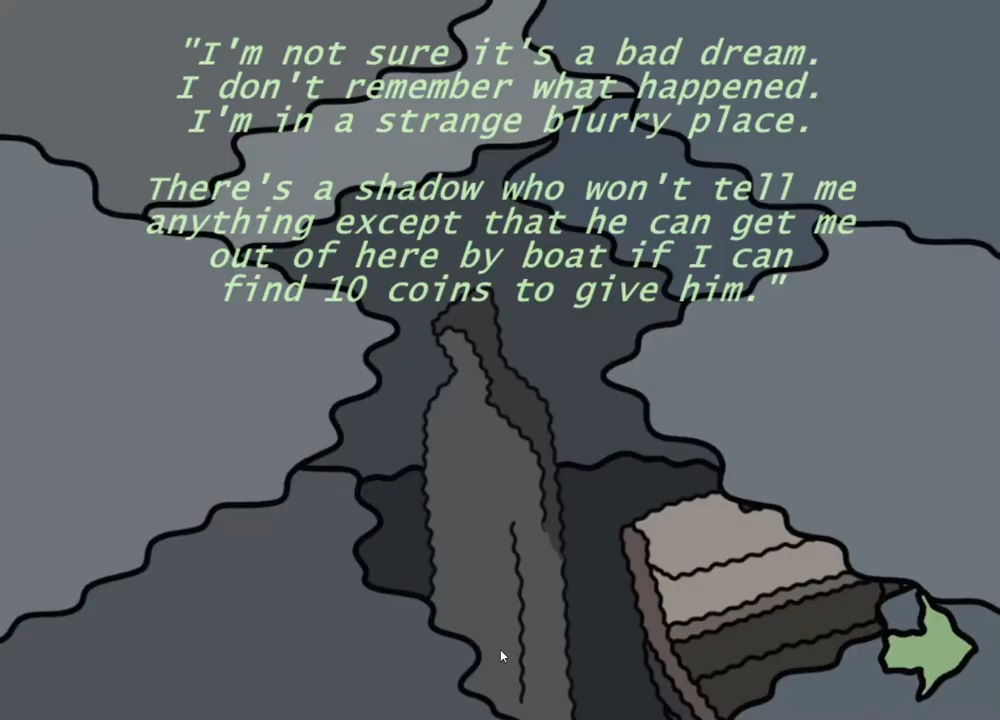 "I'm not sure it's a bad dream.
I don't remember what happened.
I'm in a strange blurry place.
There's a shadow who won't tell me
anything except that he can get me
out of here by boat if I can
find 10 coins to give him."